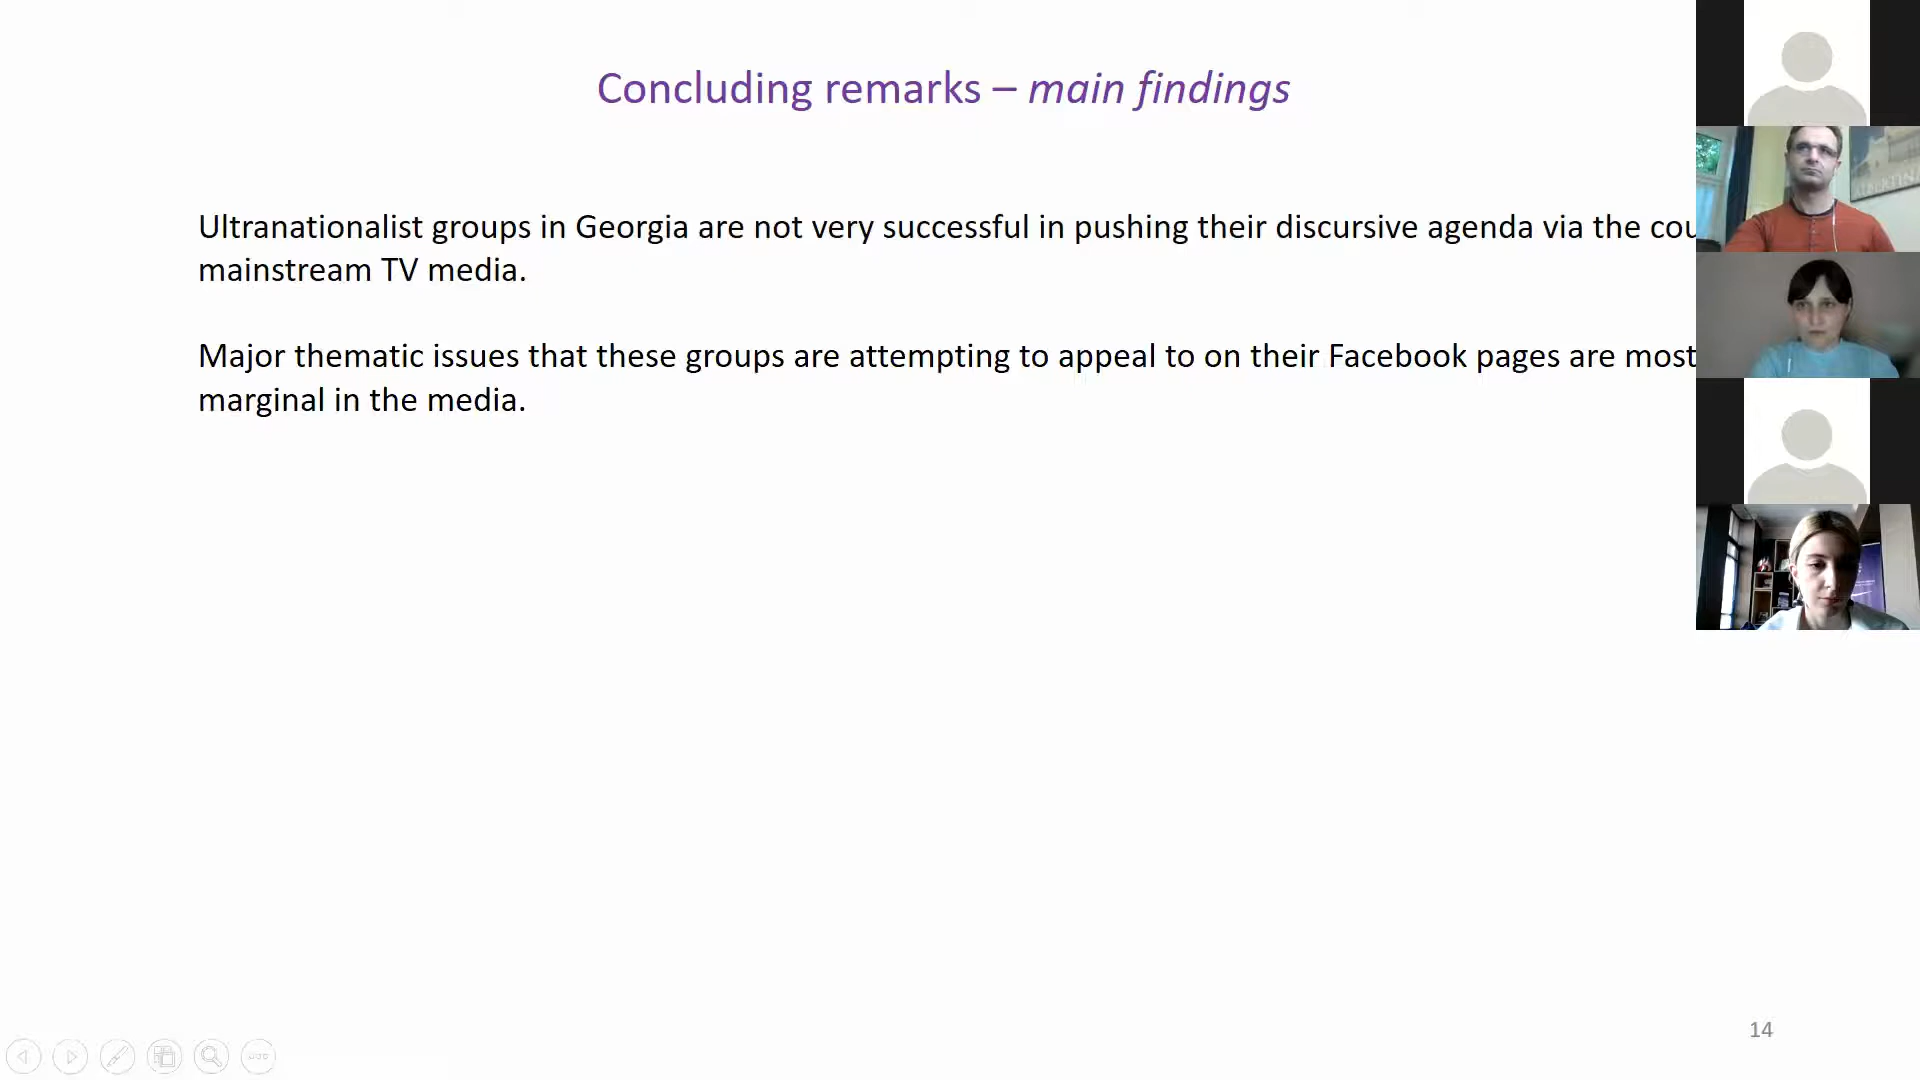 Concluding remarks – main findings
Ultranationalist groups in Georgia are not very successful in pushing their discursive agenda via the
mainstream TV media.
Major thematic issues that these groups are attempting to appeal to on their Facebook pages are
marginal in the media.
ALBERTINA
14